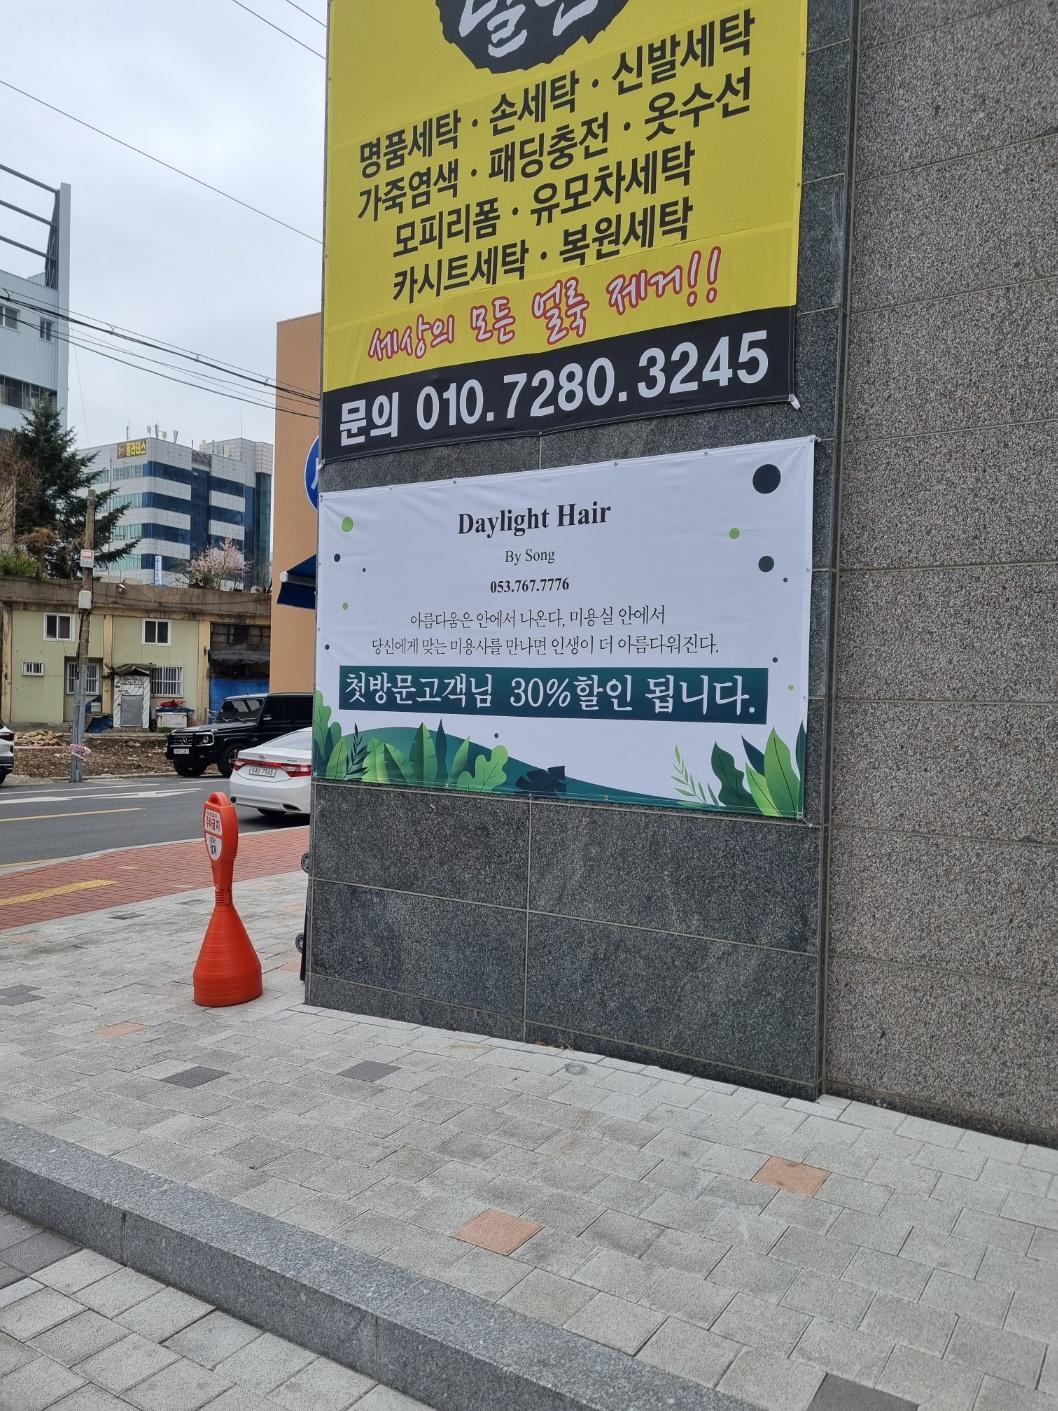 명품세탁 · 손세탁 · 신발세탁
가죽염색 · 패딩충전 · 옷수선
모피리폼 · 유모차세탁
카시트세탁 · 복원세탁
세상의 모든 얼룩 제거!!
문의 010.7280.3245
Daylight Hair
By Song
053.767.7776
아름다움은 안에서 나온다, 미용실 안에서
당신에게 맞는 미용사를 만나면 인생이 더 아름다워진다.
첫방문고객님 30%할인 됩니다.